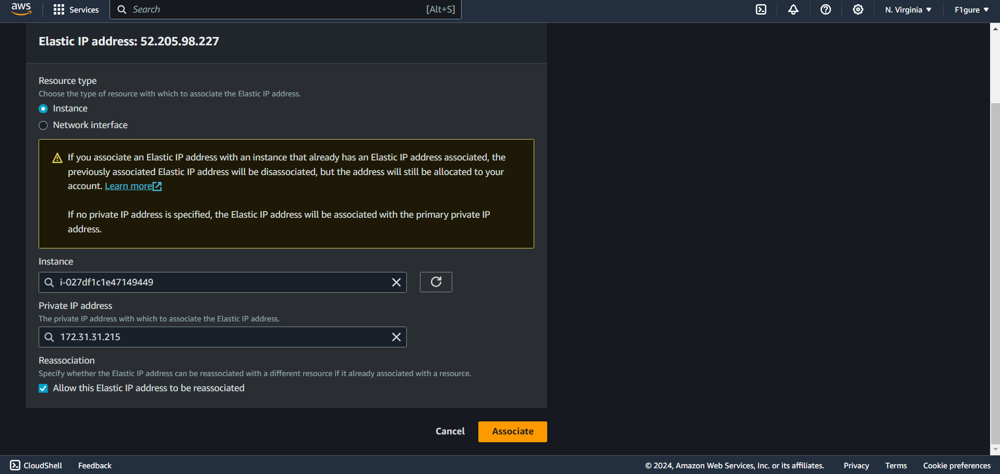 aws
Services
Search
[Alt+S]
N. Virginia
F1gure
Elastic IP address: 52.205.98.227
Resource type
Choose the type of resource with which to associate the Elastic IP address.
Instance
Network interface
If you associate an Elastic IP address with an instance that already has an Elastic IP address associated, the
previously associated Elastic IP address will be disassociated, but the address will still be allocated to your
account. Learn more
If no private IP address is specified, the Elastic IP address will be associated with the primary private IP
address.
Instance
i-027df1c1e47149449
Private IP address
The private IP address with which to associate the Elastic IP address.
172.31.31.215
Reassociation
Specify whether the Elastic IP address can be reassociated with a different resource if it already associated with a resource.
Allow this Elastic IP address to be reassociated
Cancel
Associate
CloudShell
Feedback
© 2024, Amazon Web Services, Inc. or its affiliates.
Privacy
Terms
Cookie preferences